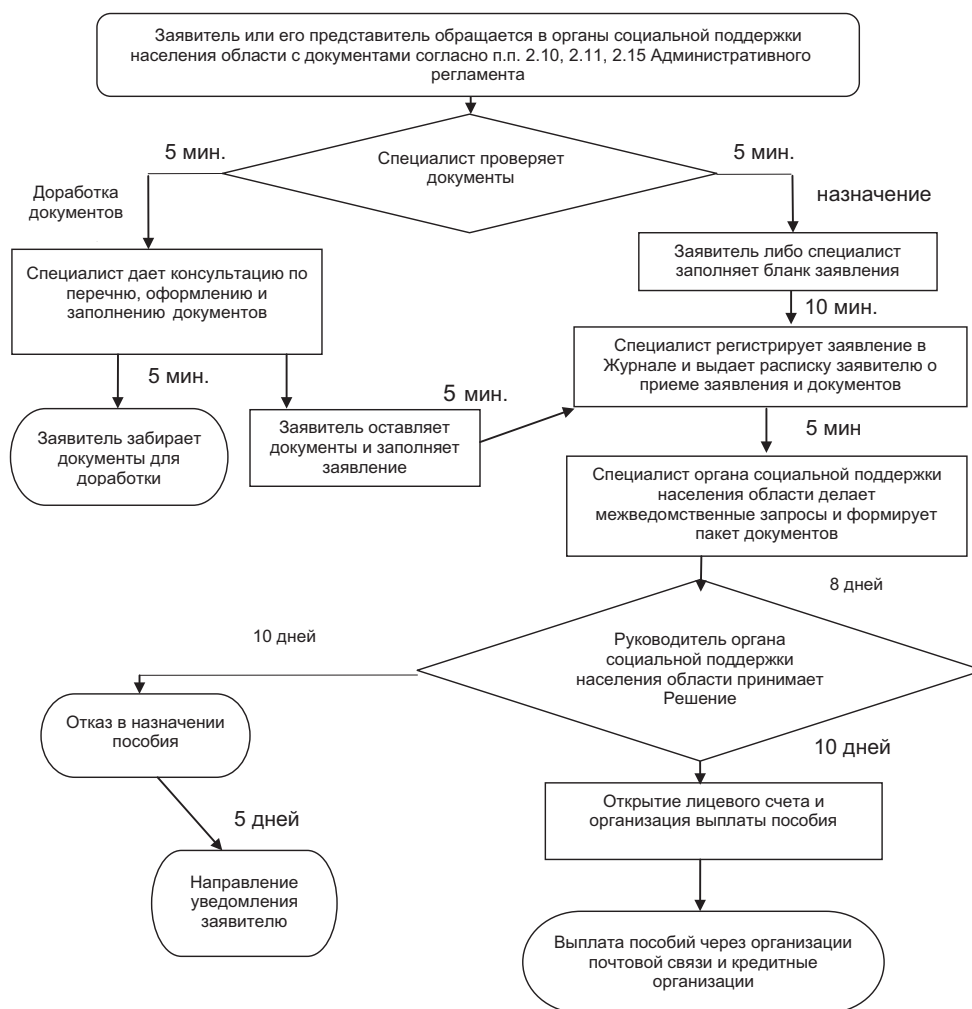 Заявитель или его представитель обращается в органы социальной поддержки
населения области с документами согласно п.п. 2.10, 2.11, 2.15 Административного
регламента
5 мин.
5 мин.
Специалист проверяет
документы
Доработка
документов
назначение
Специалист дает консультацию по
перечню, оформлению и
заполнению документов
Заявитель либо специалист
заполняет бланк заявления
10 мин.
Специалист регистрирует заявление в
Журнале и выдает расписку заявителю о
приеме заявления и документов
5 мин.
5 мин.
Заявитель забирает
документы для
доработки
Заявитель оставляет
документы и заполняет
заявление
5 мин
Специалист органа социальной поддержки
населения области делает
межведомственные запросы и формирует
пакет документов
8 дней
10 дней
Руководитель органа
социальной поддержки
населения области принимает
Решение
Отказ в назначении
пособия
10 дней
5 дней
Открытие лицевого счета и
организация выплаты пособия
Направление
уведомления
заявителю
Выплата пособий через организации
почтовой связи и кредитные
организации